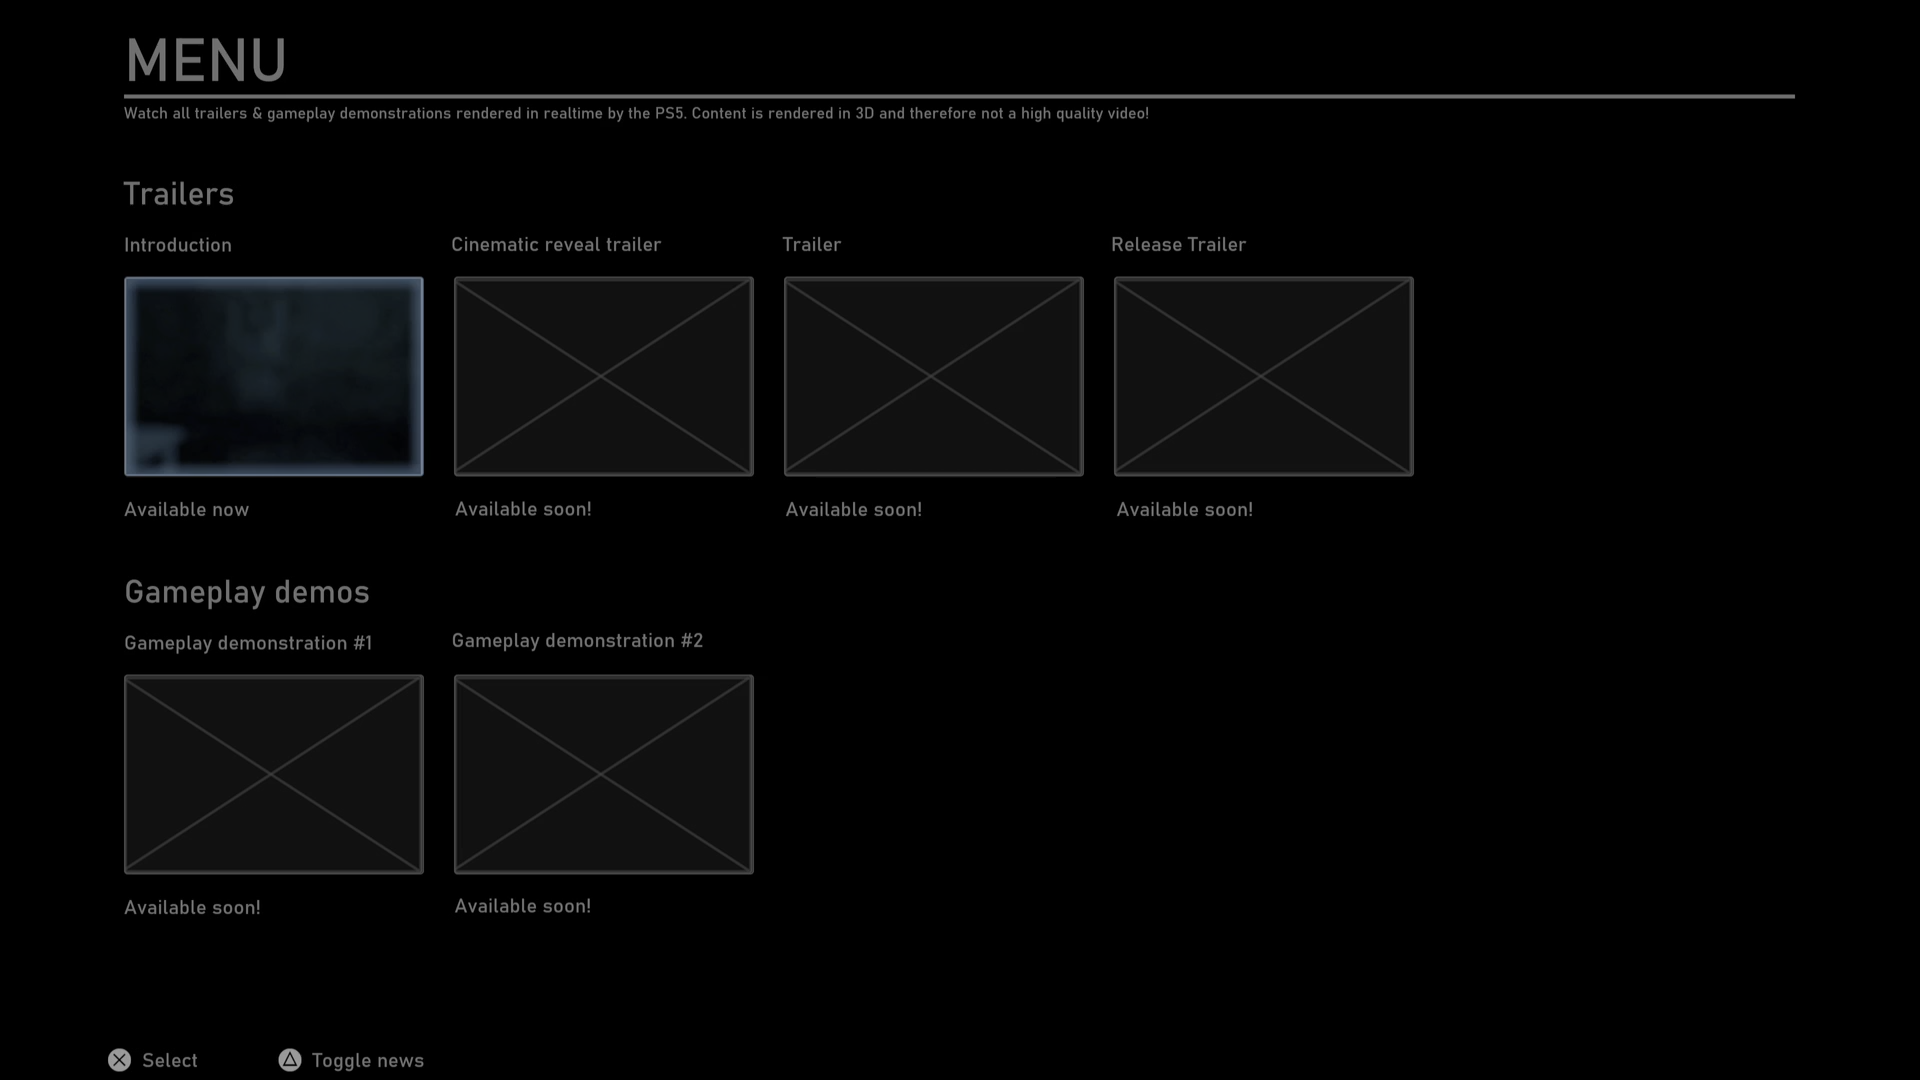 MENU
Watch all trailers & gameplay demonstrations rendered in realtime by the PS5. Content is rendered in 3D and therefore not a high quality video!
Trailers
Introduction
Cinematic reveal trailer
Trailer
Release Trailer
Available now
Available soon!
Available soon!
Available soon!
Gameplay demos
Gameplay demonstration #1
Gameplay demonstration #2
Available soon!
Available soon!
Select
Toggle news